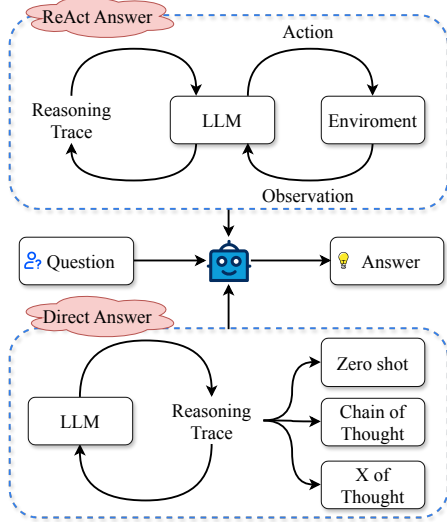 ReAct Answer
Action
Reasoning
Trace
LLM
Enviroment
Observation
Question
Answer
Direct Answer
LLM
Reasoning
Trace
Zero shot
Chain of
Thought
X of
Thought